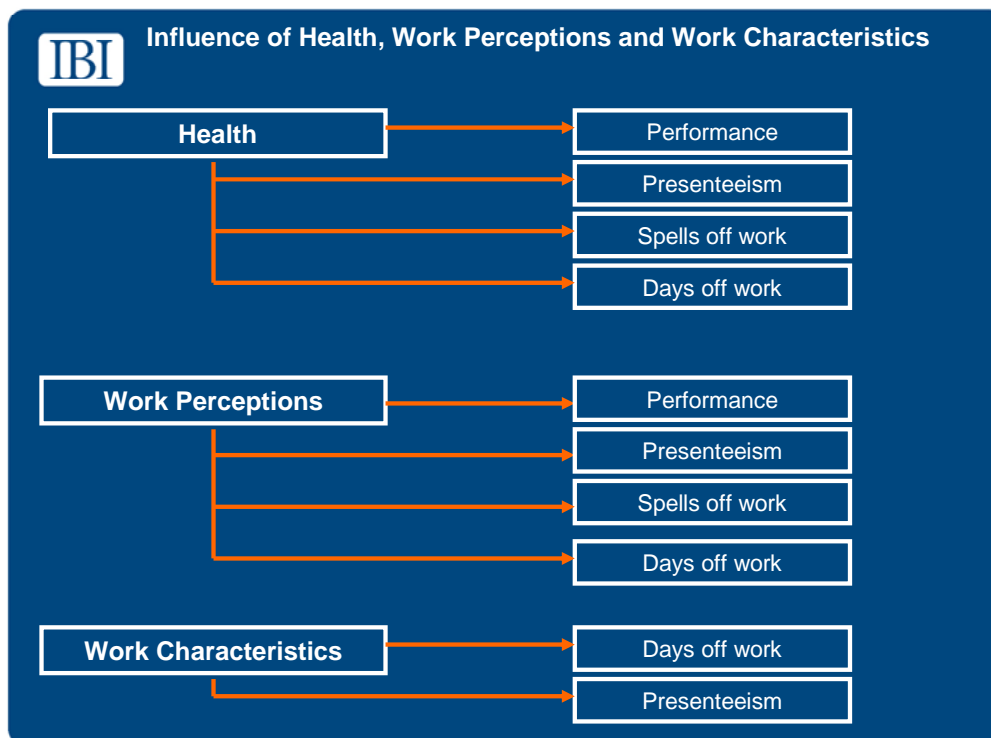 Influence of Health, Work Perceptions and Work Characteristics
IBI
Health
Performance
Presenteeism
Spells off work
Days off work
Work Perceptions
Performance
Presenteeism
Spells off work
Days off work
Work Characteristics
Days off work
Presenteeism